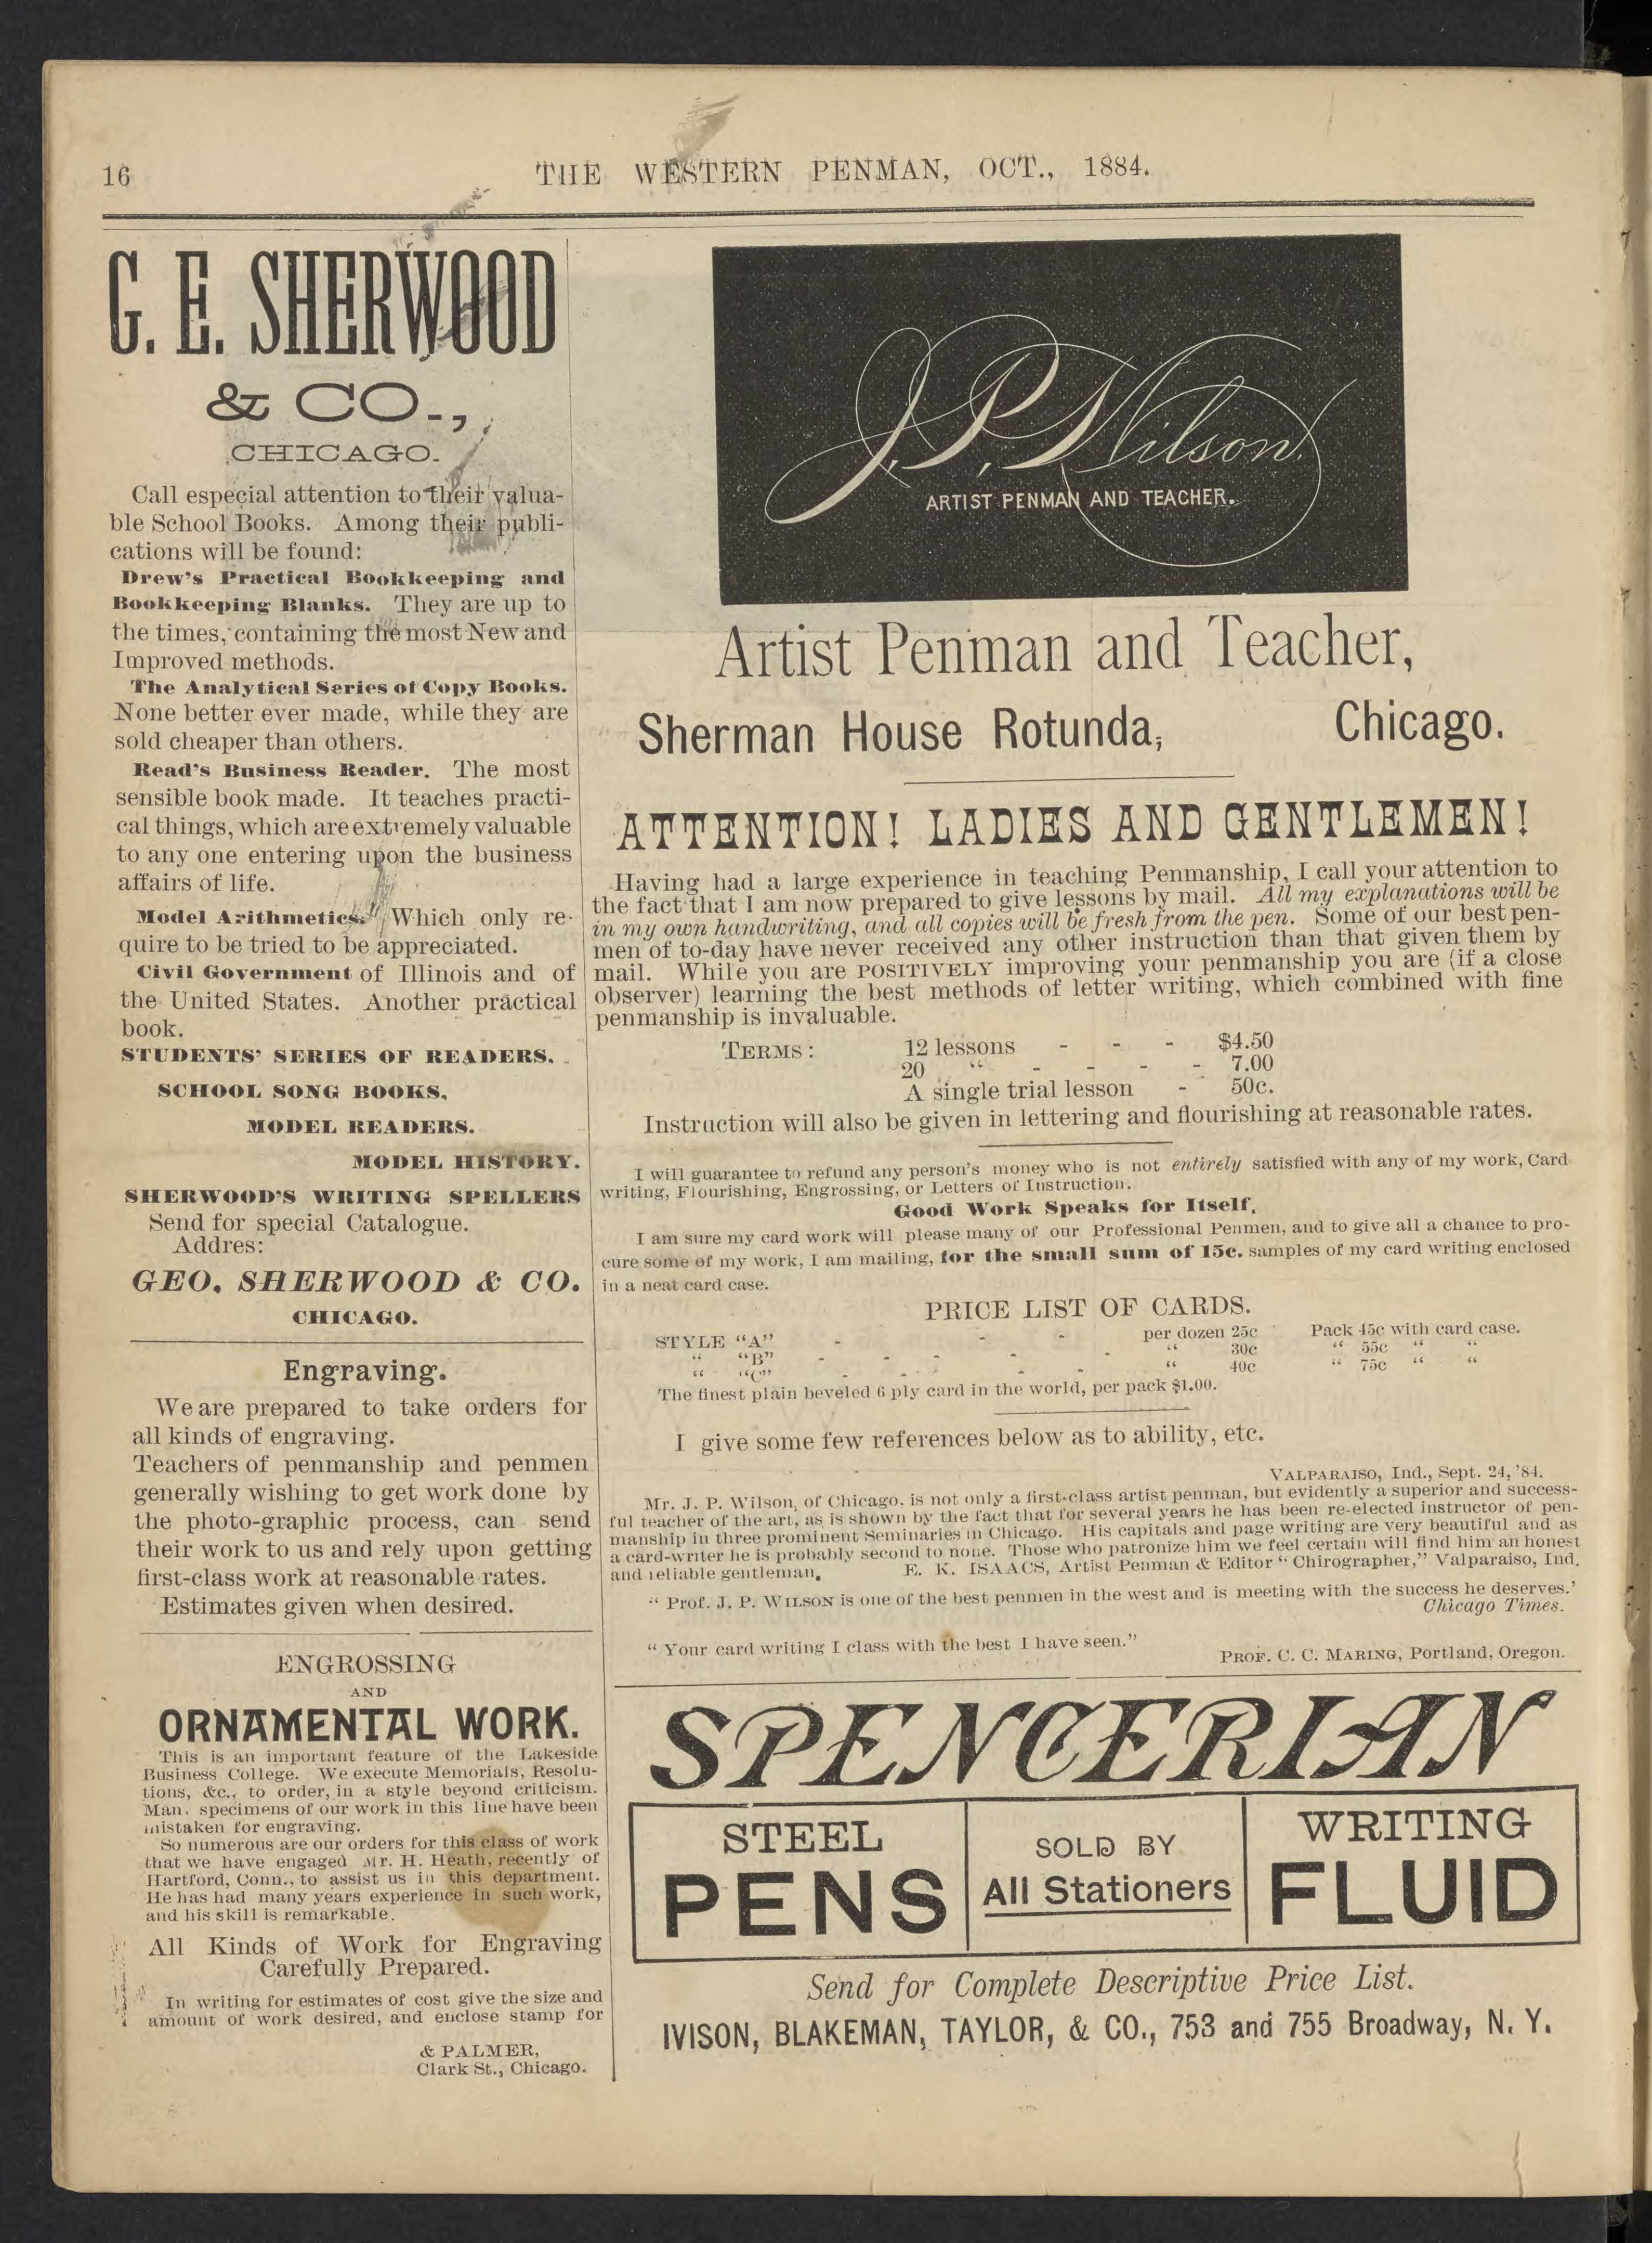 16
THE WESTERN PENMAN, OCT., 1884.
G. E. SHERWOOD
& CO.,
CHICAGO.
Call especial attention to their valua-
ble School Books. Among their publi-
cations will be found:
Drew's Practical Bookkeeping and
Bookkeeping Blanks. They are up to
the times, containing the most New and
Improved methods.
The Analytical Series of Copy Books.
None better ever made, while they are
sold cheaper than others.
Read's Business Reader. The most
sensible book made. It teaches practi-
cal things, which are extremely valuable
to any one entering upon the business
affairs of life.
Model Arithmetics. Which only re-
quire to be tried to be appreciated.
Civil Government of Illinois and of
the United States. Another practical
book.
STUDENTS' SERIES OF READERS.
SCHOOL SONG BOOKS,
MODEL READERS.
MODEL HISTORY.
SHERWOOD'S WRITING SPELLERS
Send for special Catalogue.
Addres:
GEO. SHERWOOD & CO.
CHICAGO.
Engraving.
We are prepared to take orders for
all kinds of engraving.
Teachers of penmanship and penmen
generally wishing to get work done by
the photo-graphic process, can send
their work to us and rely upon getting
first-class work at reasonable rates.
Estimates given when desired.
ENGROSSING
AND
ORNAMENTAL WORK.
This is an important feature of the Lakeside
Business College. We execute Memorials, Resolu-
tions, &c., to order, in a style beyond criticism.
Man. specimens of our work in this line have been
mistaken for engraving.
So numerous are our orders for this class of work
that we have engaged Mr. H. Heath, recently of
Hartford, Conn., to assist us in this department.
He has had many years experience in such work,
and his skill is remarkable.
All Kinds of Work for Engraving
Carefully Prepared.
In writing for estimates of cost give the size and
amount of work desired, and enclose stamp for
& PALMER,
Clark St., Chicago.
J. P. Wilson.
ARTIST PENMAN AND TEACHER.
Artist Penman and Teacher,
Sherman House Rotunda, Chicago.
ATTENTION! LADIES AND GENTLEMEN!
Having had a large experience in teaching Penmanship, I call your attention to
the fact that I am now prepared to give lessons by mail. All my explanations will be
in my own handwriting, and all copies will be fresh from the pen. Some of our best pen-
men of to-day have never received any other instruction than that given them by
mail. While you are POSITIVELY improving your penmanship you are (if a close
observer) learning the best methods of letter writing, which combined with fine
penmanship is invaluable.
TERMS: 12 lessons - - - $4.50
20 " - - - - 7.00
A single trial lesson - 50c.
Instruction will also be given in lettering and flourishing at reasonable rates.
I will guarantee to refund any person's money who is not entirely satisfied with any of my work, Card
writing, Flourishing, Engrossing, or Letters of Instruction.
Good Work Speaks for Itself.
I am sure my card work will please many of our Professional Penmen, and to give all a chance to pro-
cure some of my work, I am mailing, for the small sum of 15c. samples of my card writing enclosed
in a neat card case.
PRICE LIST OF CARDS.
STYLE "A" - - - per dozen 25c Pack 45c with card case.
" "B" - - - - - - " 30c " 55c " "
" "C" - - - - - " 40c " 75c " "
The finest plain beveled 6 ply card in the world, per pack $1.00.
I give some few references below as to ability, etc.
VALPARAISO, Ind., Sept. 24, '84.
Mr. J. P. Wilson, of Chicago, is not only a first-class artist penman, but evidently a superior and success-
ful teacher of the art, as is shown by the fact that for several years he has been re-elected instructor of pen-
manship in three prominent Seminaries in Chicago. His capitals and page writing are very beautiful and as
a card-writer he is probably second to none. Those who patronize him we feel certain will find him an honest
and reliable gentleman. E. K. ISAACS, Artist Penman & Editor "Chirographer," Valparaiso, Ind.
"Prof. J. P. WILSON is one of the best penmen in the west and is meeting with the success he deserves.'
Chicago Times.
"Your card writing I class with the best I have seen."
PROF. C. C. MARING, Portland, Oregon.
SPENCERIAN
STEEL
PENS
SOLD BY
All Stationers
WRITING
FLUID
Send for Complete Descriptive Price List.
IVISON, BLAKEMAN, TAYLOR, & CO., 753 and 755 Broadway, N. Y.